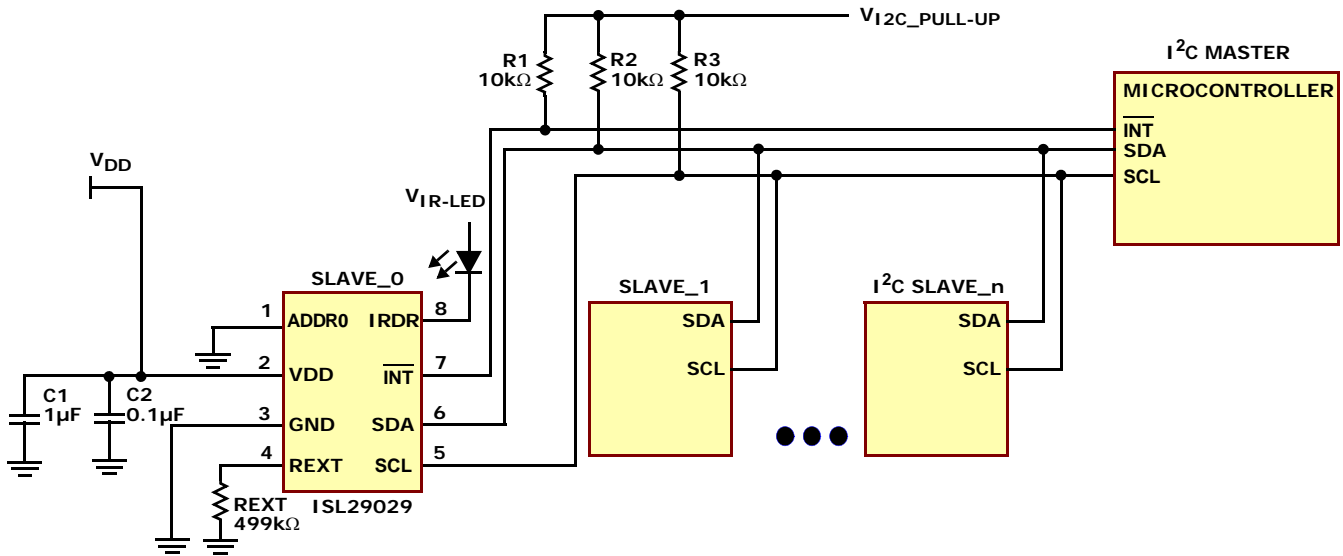 VI2C_PULL-UP
R1
10kΩ
R2
10kΩ
R3
10kΩ
I2C MASTER
MICROCONTROLLER
INT
SDA
SCL
VDD
VIR-LED
SLAVE_0
1
ADDR0
IRDR
8
2
VDD
INT
7
3
GND
SDA
6
4
REXT
SCL
5
ISL29029
C1
1µF
C2
0.1µF
REXT
499kΩ
SLAVE_1
SDA
SCL
I2C SLAVE_n
SDA
SCL